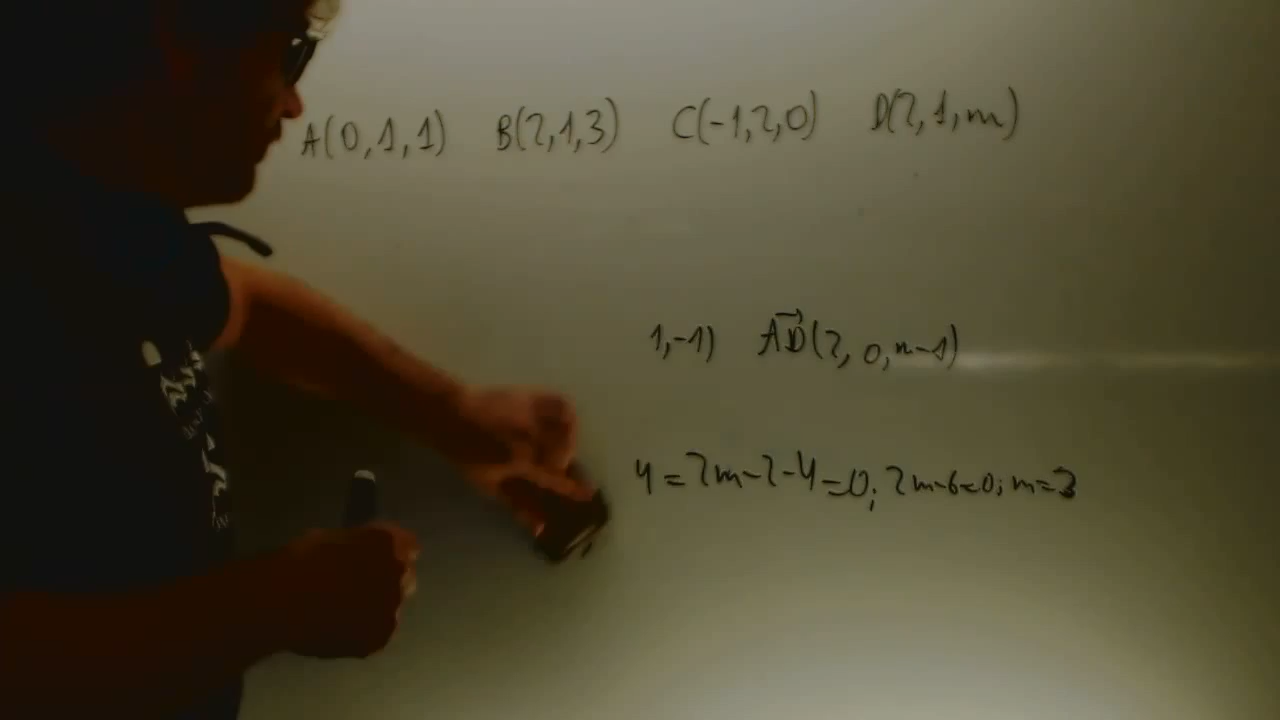 A(0,1,1) B(2,1,3) C(-1,2,0) D(2,1,m)
1,-1) AD(2, 0, m-1)
4 = 2m-2-4=0; 2m-6=0; m=3